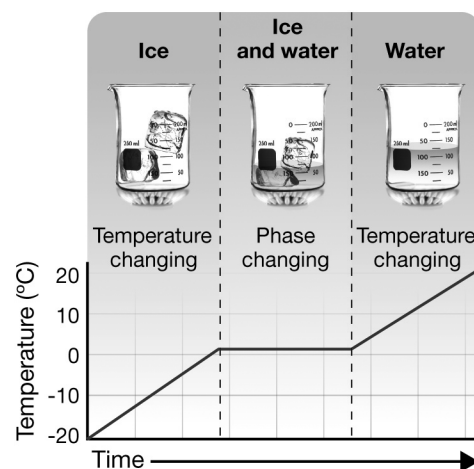 Ice
Ice
and water
Water
Temperature
changing
Phase
changing
Temperature
changing
Temperature (°C)
20
10
0
-10
-20
Time